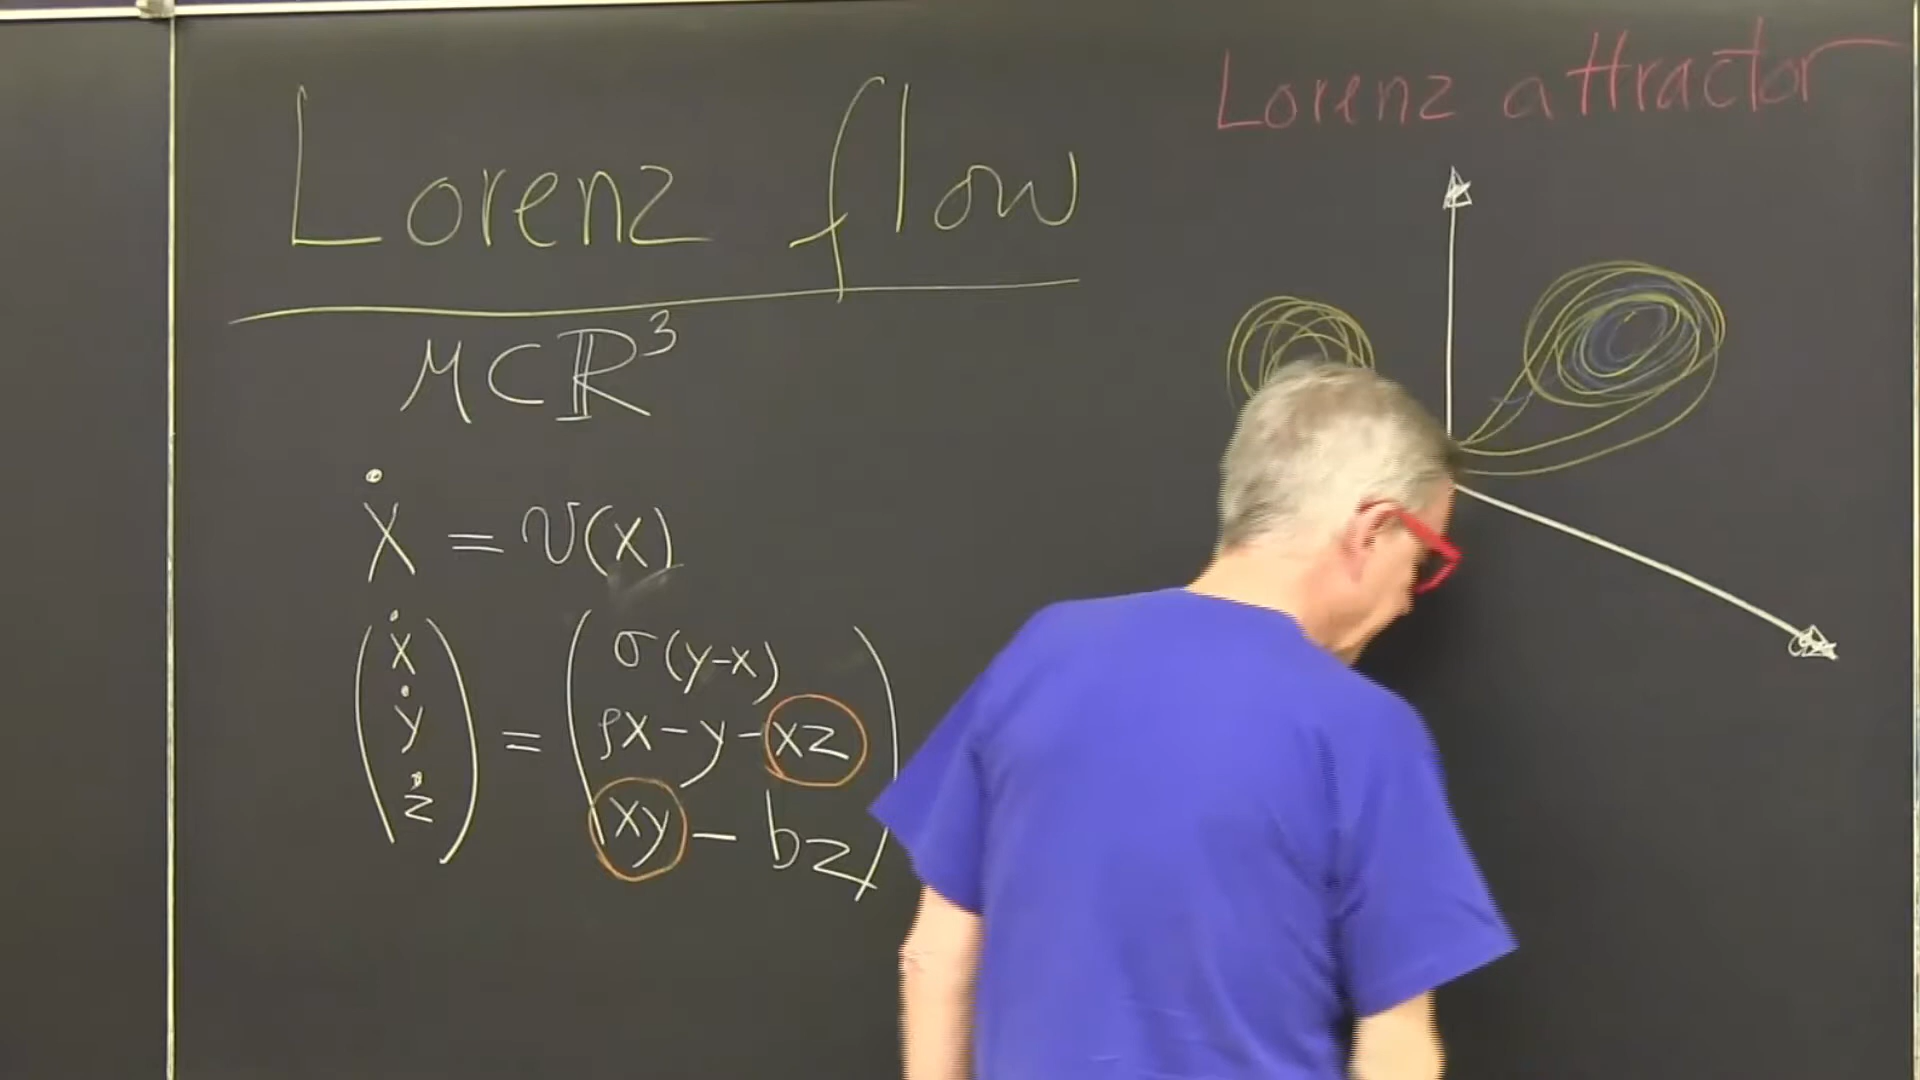 Lorenz flow
M ⊂ ℝ³
Ẋ = v(x)
(ẋ ẏ ż) =
σ(y-x)
ρx - y - xz
xy - bz
Lorenz attractor